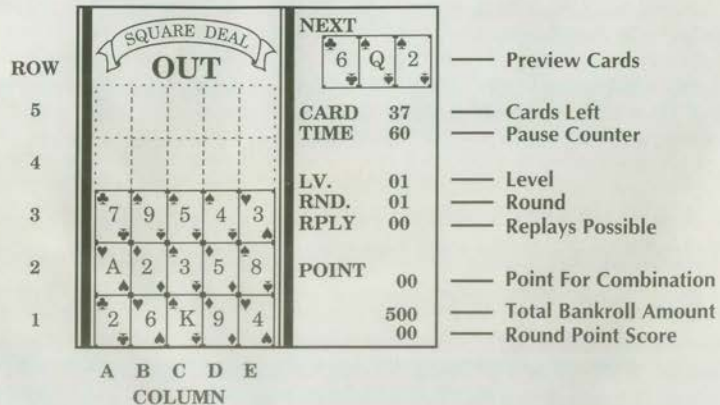 SQUARE DEAL
OUT
ROW
5
4
3
2
1
7 9 5 4 3
A 2 3 5 8
2 6 K 9 4
A B C D E
COLUMN
NEXT
6 Q 2
CARD 37
TIME 60
LV. 01
RND. 01
RPLY 00
POINT
00
500
00
Preview Cards
Cards Left
Pause Counter
Level
Round
Replays Possible
Point For Combination
Total Bankroll Amount
Round Point Score